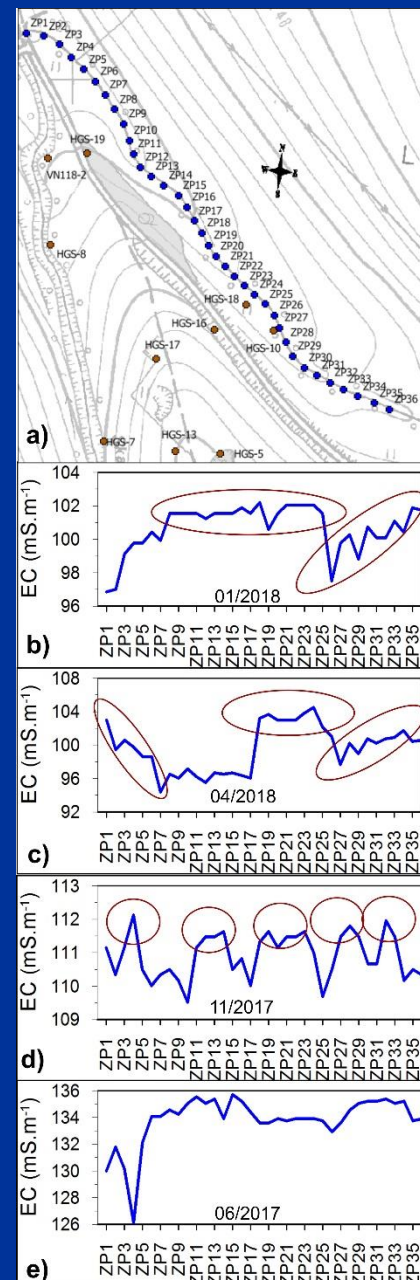 ZP1
ZP2
ZP3
ZP4
ZP5
ZP6
ZP7
ZP8
ZP9
ZP10
HGS-19
ZP11
VN118-2
ZP12
ZP13
N
ZP14
W E
S
ZP15
ZP16
ZP17
ZP18
ZP19
HGS-8
ZP20
ZP21
ZP22
ZP23
ZP24
HGS-18
ZP25
ZP26
ZP27
HGS-16
ZP28
HGS-10
ZP29
HGS-17
ZP30
ZP31
ZP32
ZP33
ZP34
ZP35
ZP36
HGS-7
HGS-13
HGS-5
a)
EC (mS.m-1)
104
102
100
98
96
01/2018
ZP1 ZP3 ZP5 ZP7 ZP9 ZP11 ZP13 ZP15 ZP17 ZP19 ZP21 ZP23 ZP25 ZP27 ZP29 ZP31 ZP33 ZP35
b)
EC (mS.m-1)
108
104
100
96
92
04/2018
ZP1 ZP3 ZP5 ZP7 ZP9 ZP11 ZP13 ZP15 ZP17 ZP19 ZP21 ZP23 ZP25 ZP27 ZP29 ZP31 ZP33 ZP35
c)
EC (mS.m-1)
113
112
111
110
109
11/2017
ZP1 ZP3 ZP5 ZP7 ZP9 ZP11 ZP13 ZP15 ZP17 ZP19 ZP21 ZP23 ZP25 ZP27 ZP29 ZP31 ZP33 ZP35
d)
EC (mS.m-1)
136
134
132
130
128
126
06/2017
ZP1 ZP3 ZP5 ZP7 ZP9 ZP11 ZP13 ZP15 ZP17 ZP19 ZP21 ZP23 ZP25 ZP27 ZP29 ZP31 ZP33 ZP35
e)